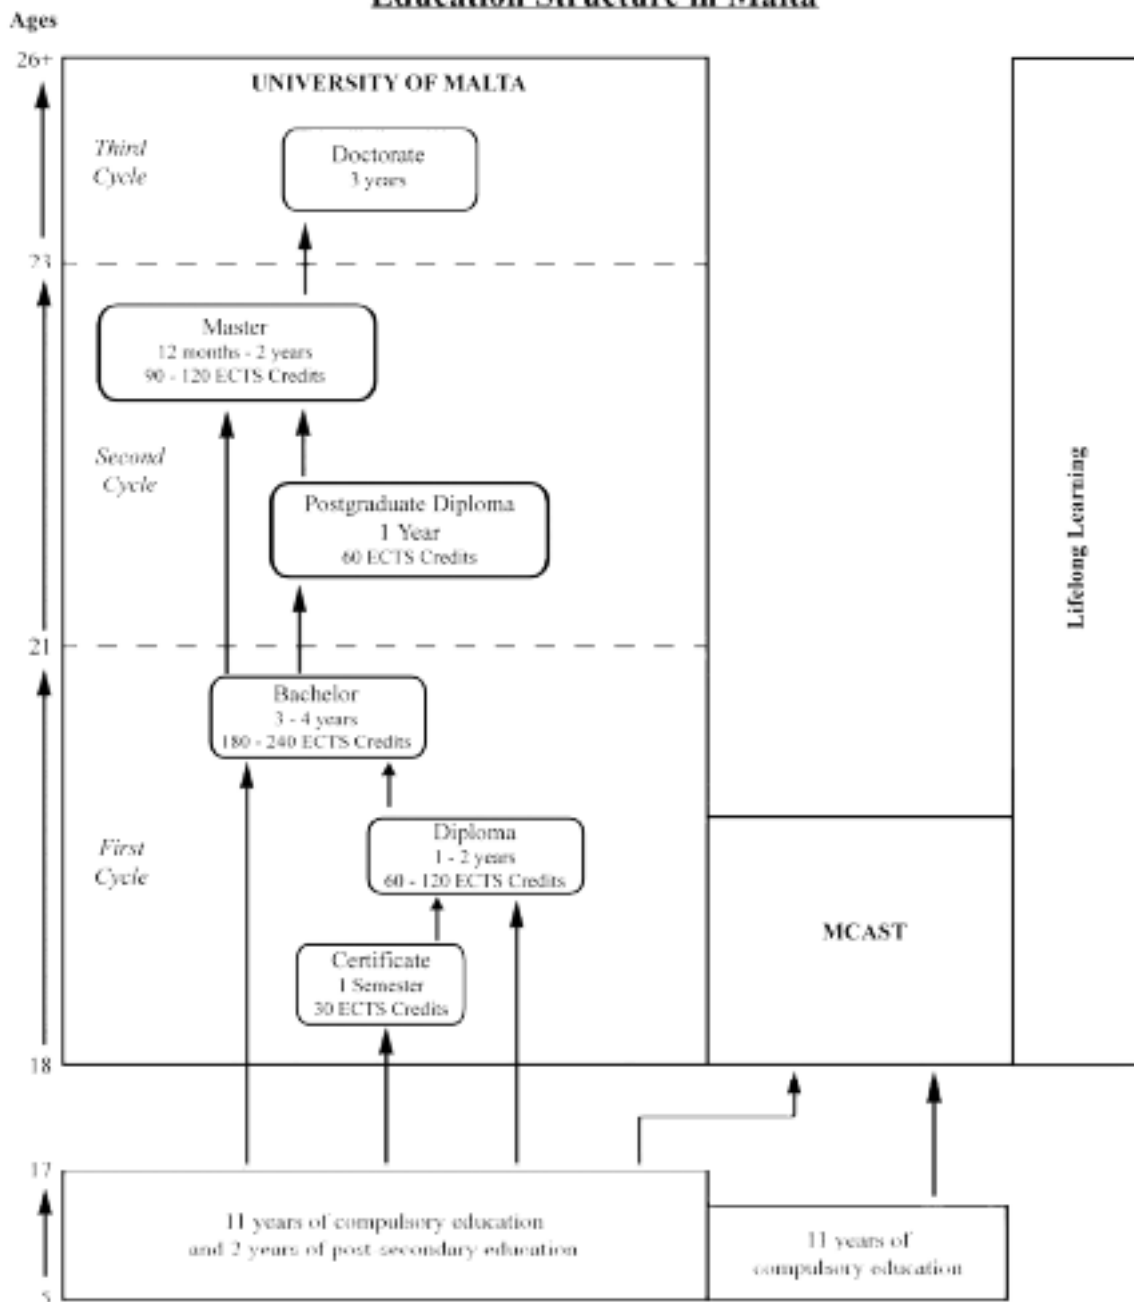 Education Structure in Malta
Ages
26+
UNIVERSITY OF MALTA
Third
Cycle
Doctorate
3 years
23
Master
12 months - 2 years
90 - 120 ECTS Credits
Second
Cycle
Postgraduate Diploma
1 Year
60 ECTS Credits
Lifelong Learning
21
Bachelor
3 - 4 years
180 - 240 ECTS Credits
First
Cycle
Diploma
1 - 2 years
60 - 120 ECTS Credits
MCAST
Certificate
1 Semester
30 ECTS Credits
18
17
11 years of compulsory education
and 2 years of post-secondary education
11 years of
compulsory education
5